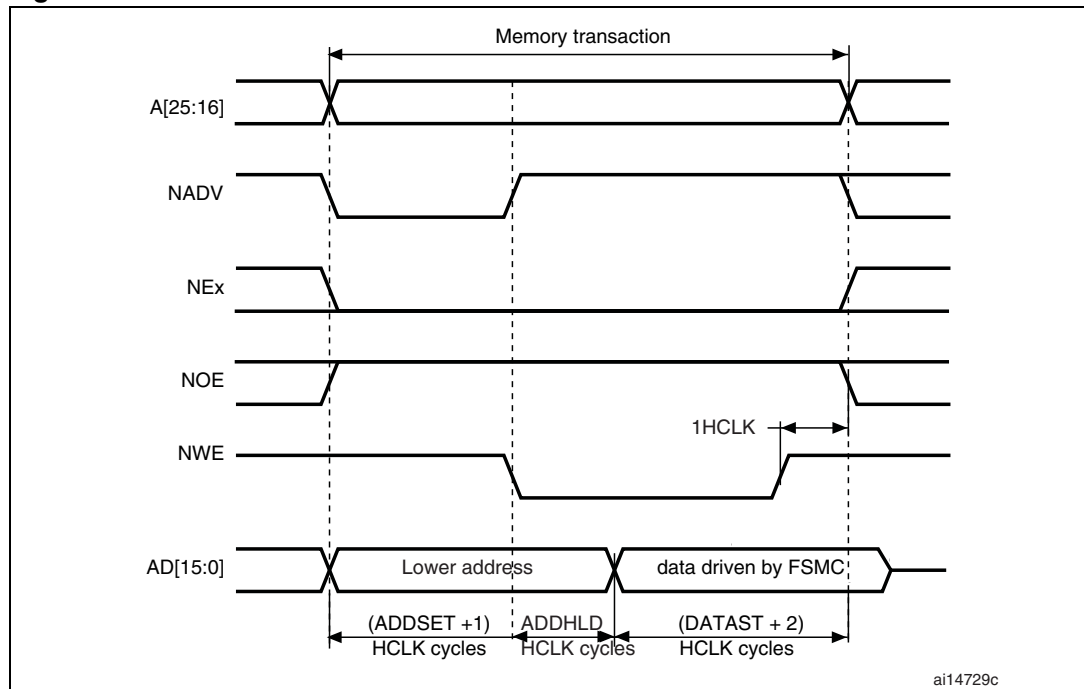 Memory transaction
A[25:16]
NADV
NEx
NOE
1HCLK
NWE
AD[15:0]
Lower address
data driven by FSMC
(ADDSET +1)
HCLK cycles
ADDHLD
HCLK cycles
(DATAST + 2)
HCLK cycles
ai14729c